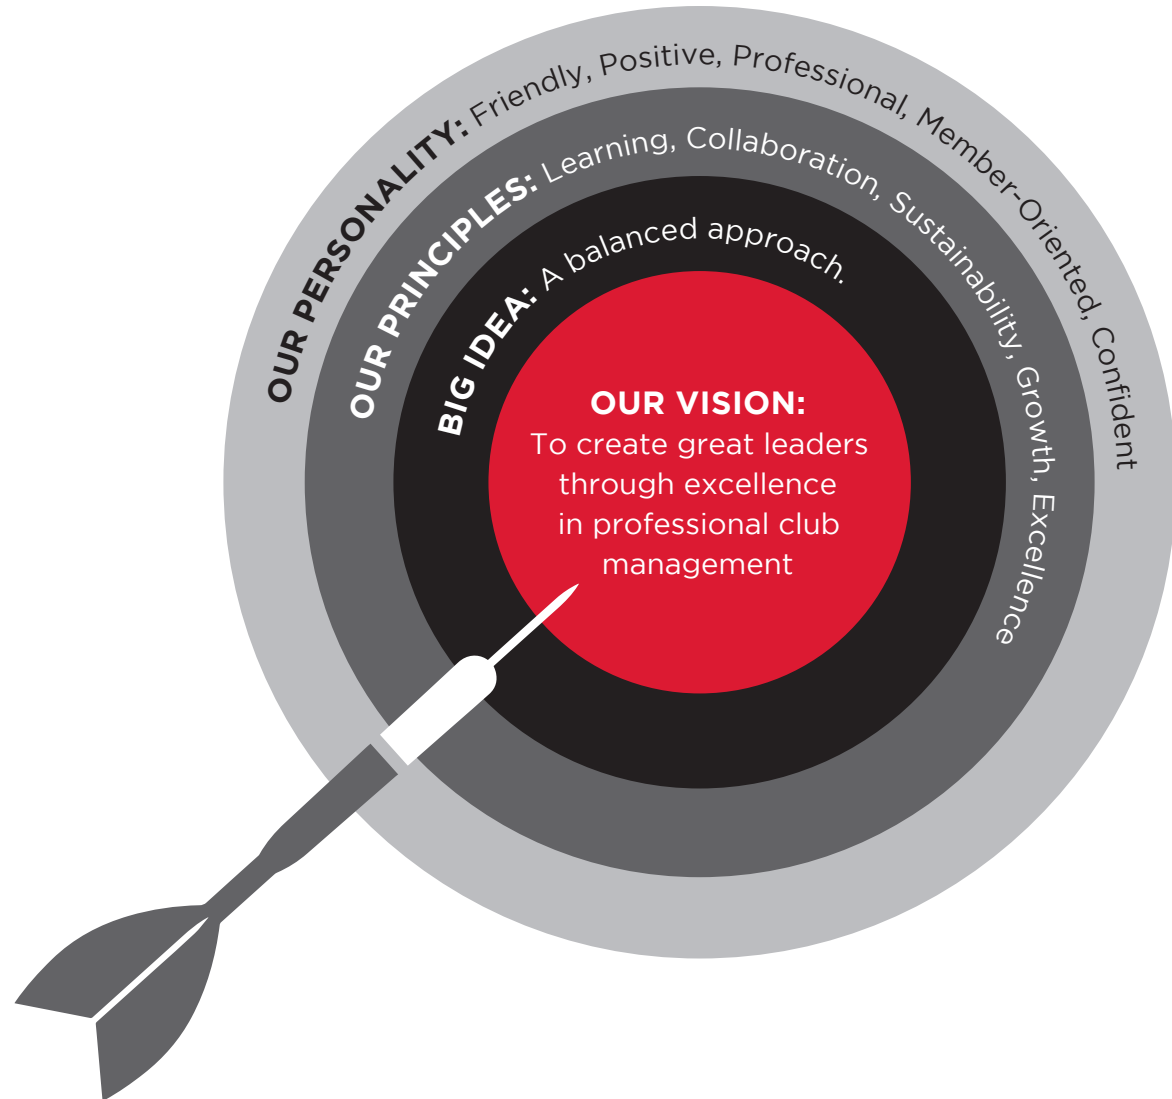 OUR PERSONALITY: Friendly, Positive, Professional, Member-Oriented, Confident
OUR PRINCIPLES: Learning, Collaboration, Sustainability, Growth, Excellence
BIG IDEA: A balanced approach.
OUR VISION:
To create great leaders
through excellence
in professional club
management